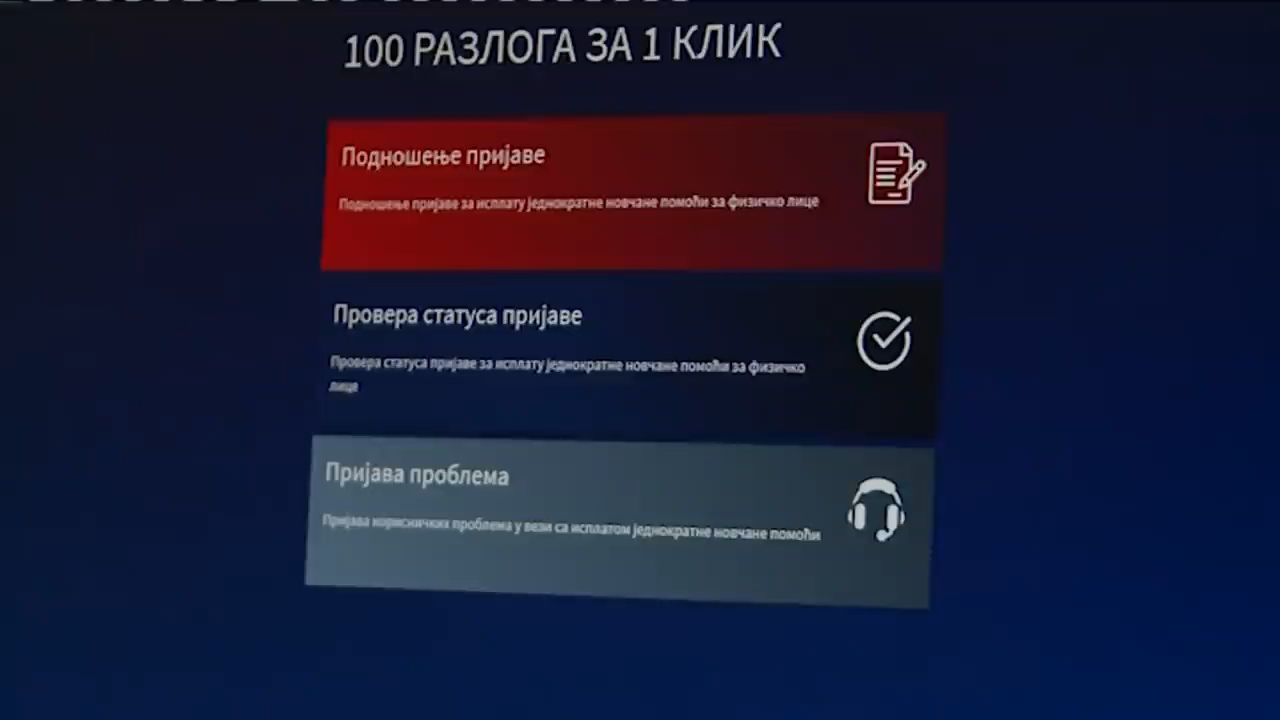 100 РАЗЛОГА ЗА 1 КЛИК
Подношење пријаве
Подношење пријаве за исплату једнократне новчане помоћи за физичко лице
Провера статуса пријаве
Провера статуса пријаве за исплату једнократне новчане помоћи за физичко
лице
Пријава проблема
Пријава корисничких проблема у вези са исплатом једнократне новчане помоћи